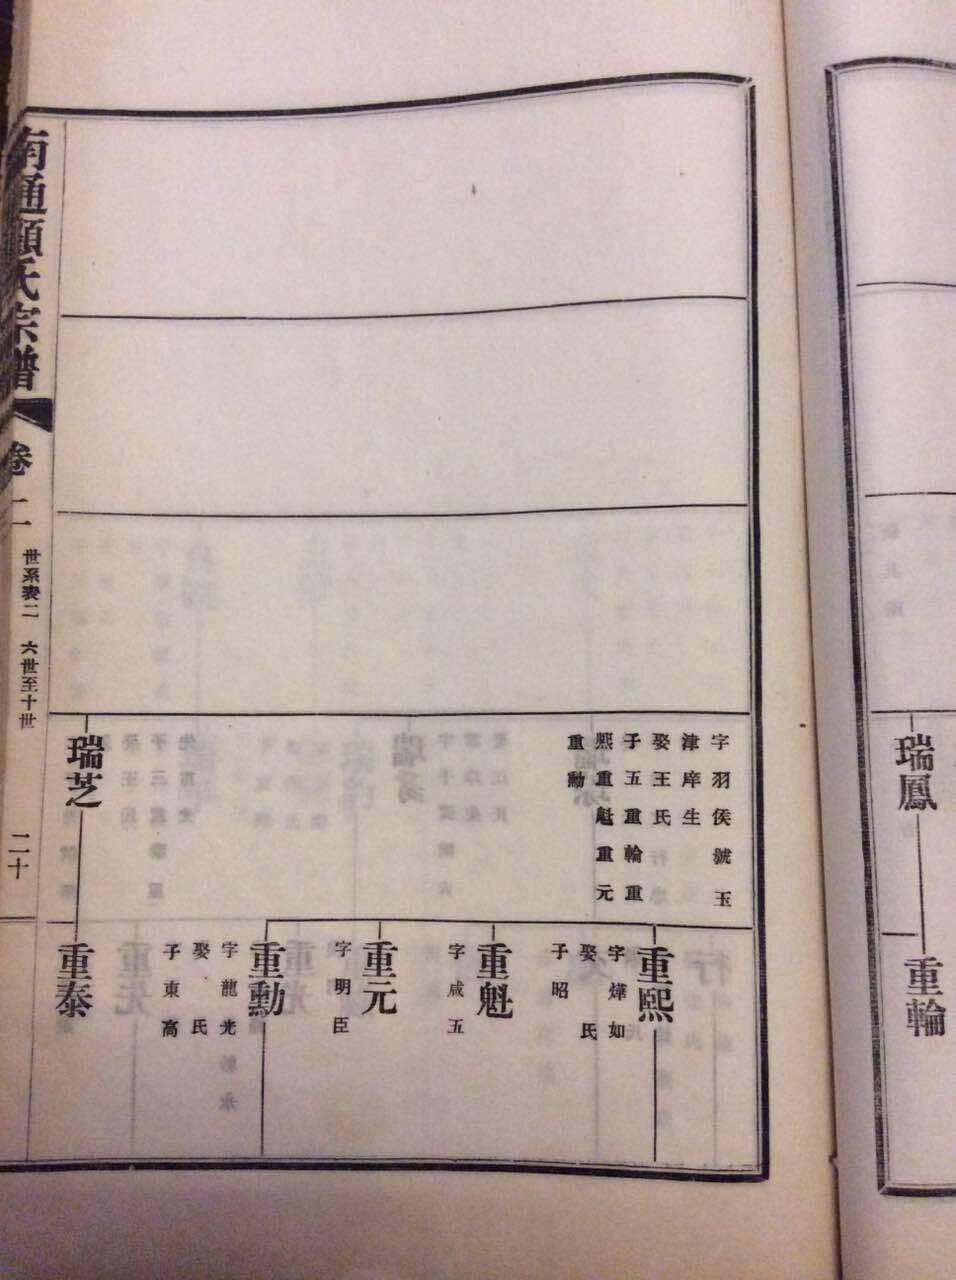 瑞鳳
重輪
字羽侯號玉
津庠生
娶王氏
子五重輪重
熙重魁重元
重勳
重熙
字燁如
娶 氏
子昭
重魁
字咸五
重元
字明臣
重勳
字龍光
娶 氏
子東高
瑞芝
重泰
南通顧氏宗譜
卷二
世系表二 六世至十世
二十